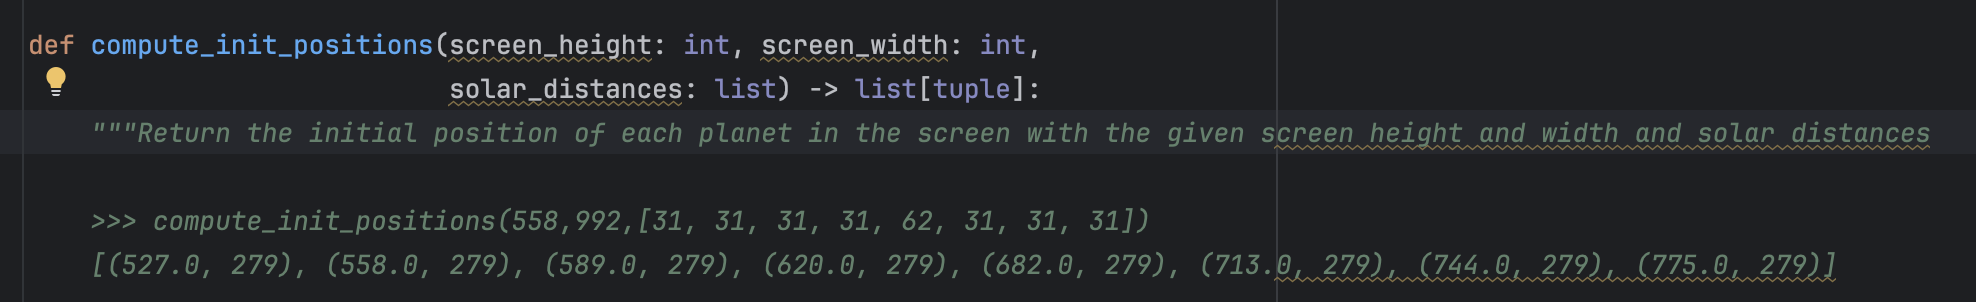 def compute_init_positions(screen_height: int, screen_width: int,
                           solar_distances: list) -> list[tuple]:
    """Return the initial position of each planet in the screen with the given screen height and width and solar distances

    >>> compute_init_positions(558,992,[31, 31, 31, 31, 62, 31, 31, 31])
    [(527.0, 279), (558.0, 279), (589.0, 279), (620.0, 279), (682.0, 279), (713.0, 279), (744.0, 279), (775.0, 279)]